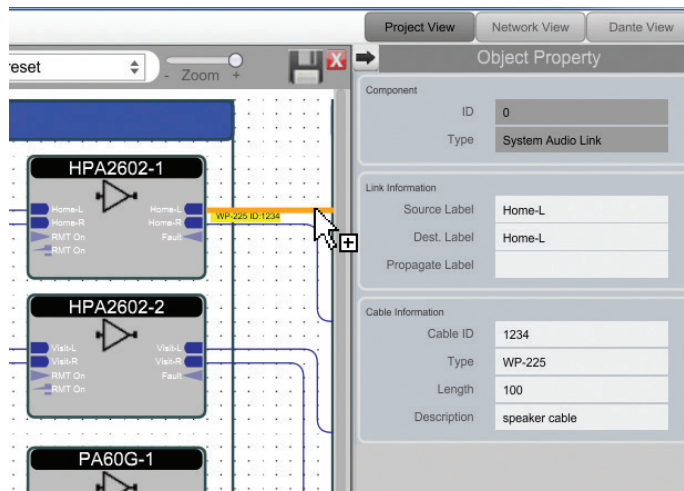 Project View
Network View
Dante View
reset
- Zoom +
X
Object Property
Component
ID 0
Type System Audio Link
Link Information
Source Label Home-L
Dest. Label Home-L
Propagate Label
Cable Information
Cable ID 1234
Type WP-225
Length 100
Description speaker cable
HPA2602-1
Home-L Home-L
Home-R Home-R
RMT On Fault
RMT On
WP-225 ID:1234
HPA2602-2
Visit-L Visit-L
Visit-R Visit-R
RMT On Fault
RMT On
PA60G-1